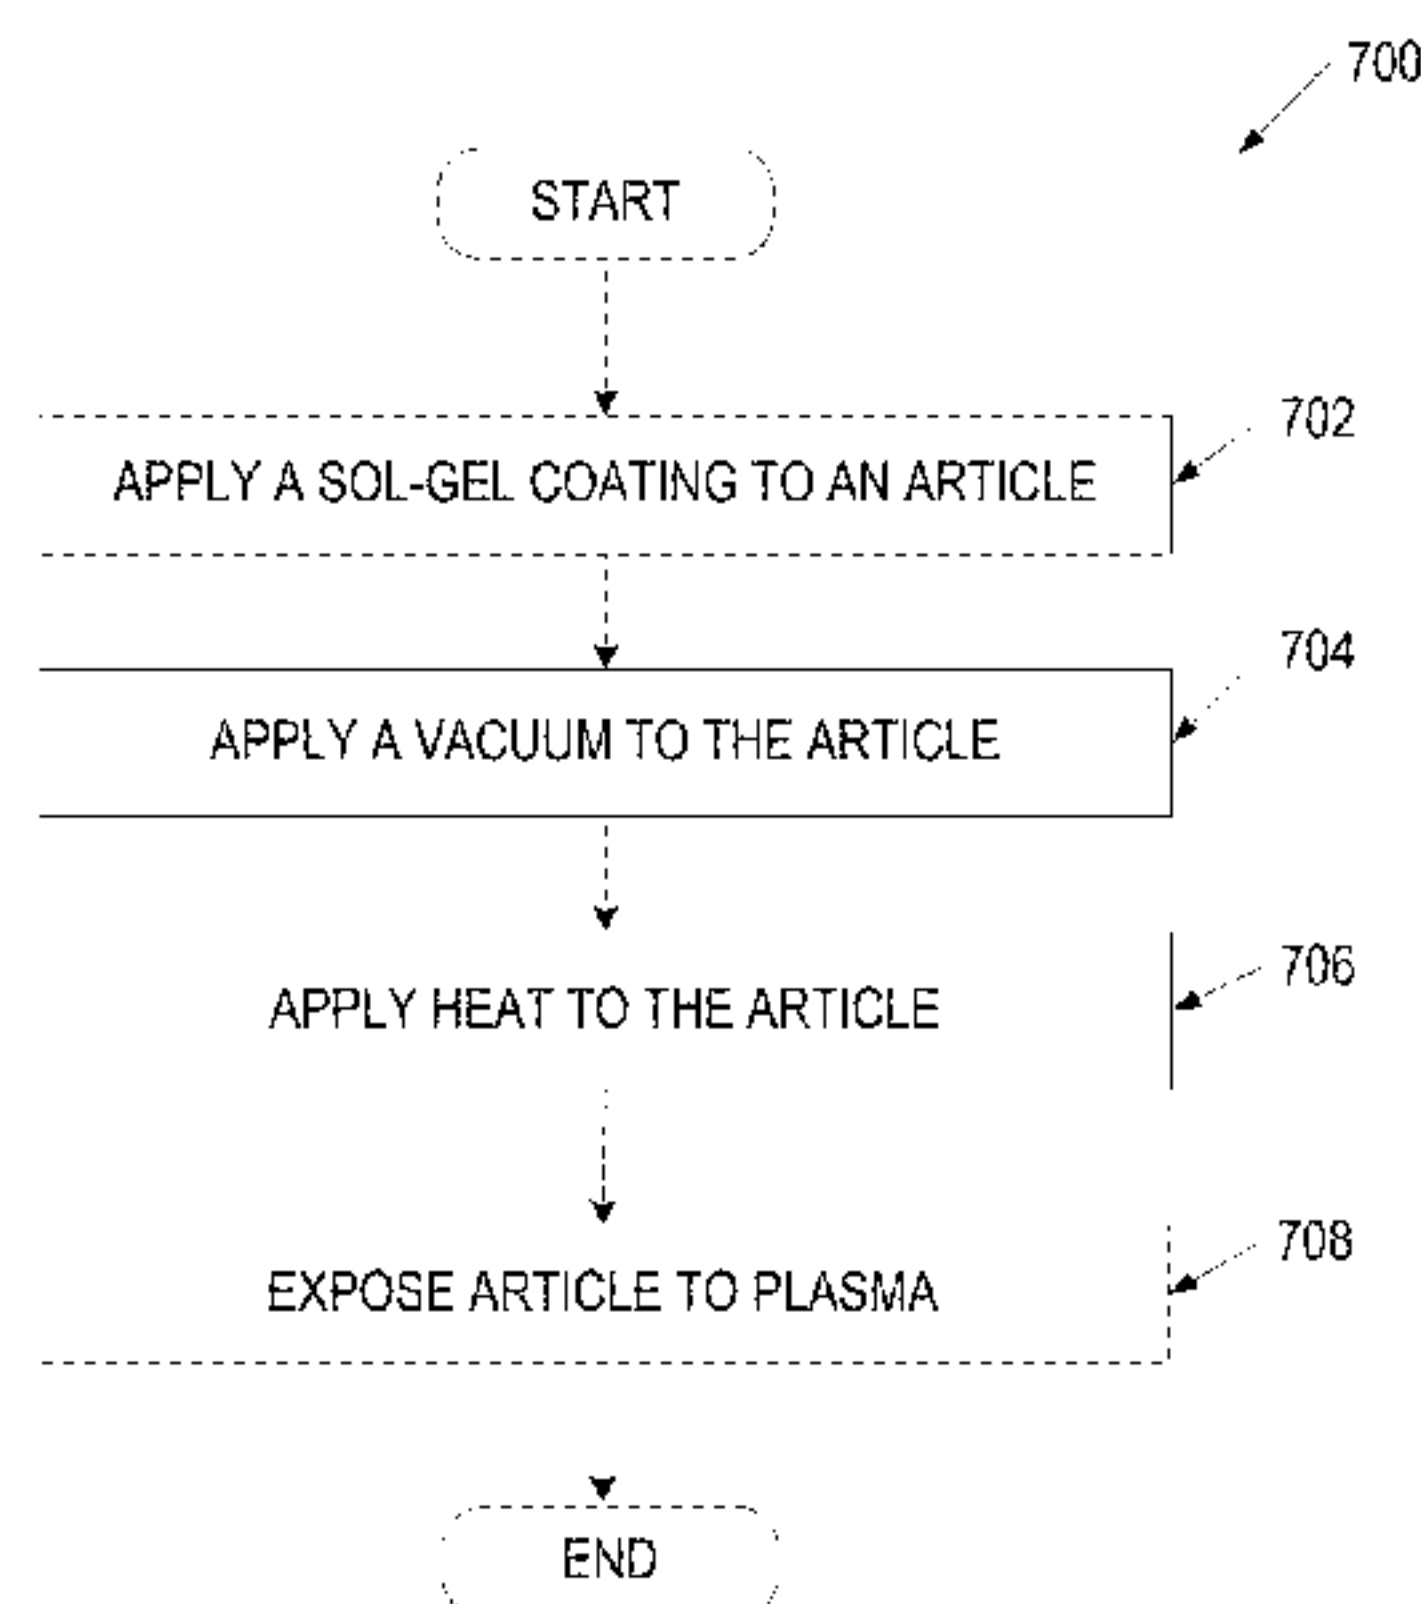 700
START
702
APPLY A SOL-GEL COATING TO AN ARTICLE
704
APPLY A VACUUM TO THE ARTICLE
706
APPLY HEAT TO THE ARTICLE
708
EXPOSE ARTICLE TO PLASMA
END